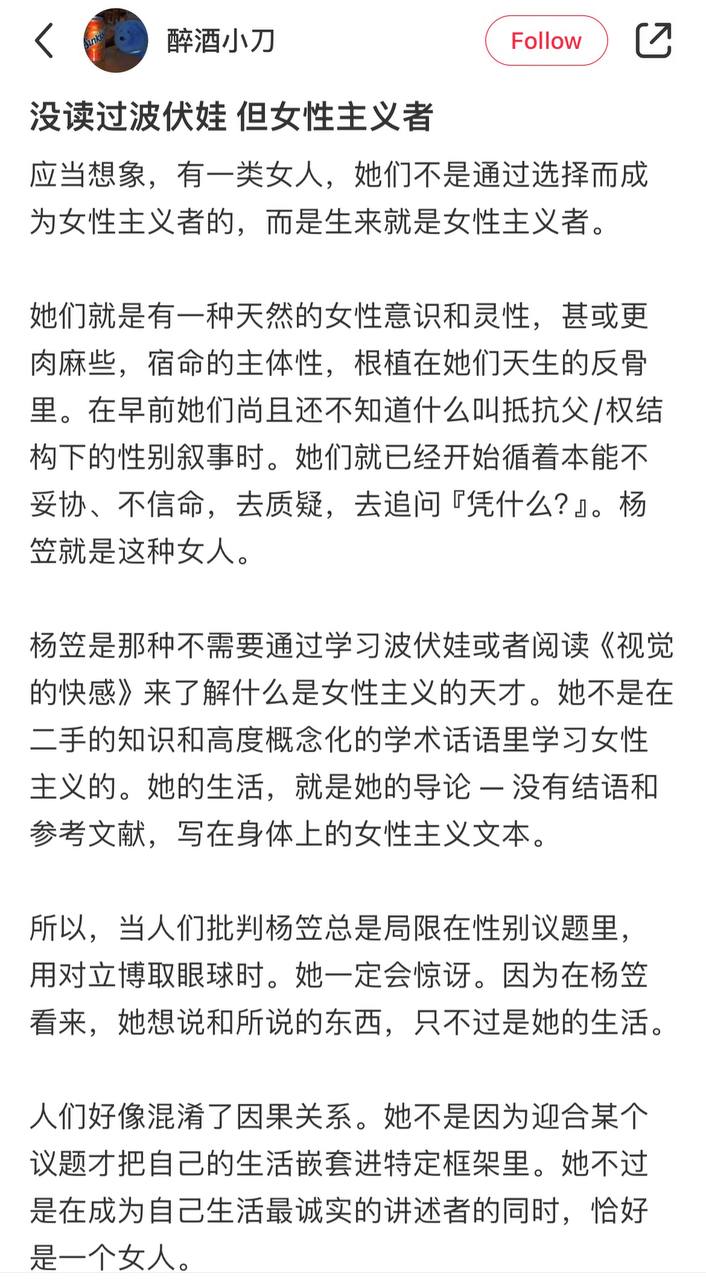 醉酒小刀
Follow
没读过波伏娃 但女性主义者
应当想象，有一类女人，她们不是通过选择而成
为女性主义者的，而是生来就是女性主义者。
她们就是有一种天然的女性意识和灵性，甚或更
肉麻些，宿命的主体性，根植在她们天生的反骨
里。在早前她们尚且还不知道什么叫抵抗父/权结
构下的性别叙事时。她们就已经开始循着本能不
妥协、不信命，去质疑，去追问『凭什么？』。杨
笠就是这种女人。
杨笠是那种不需要通过学习波伏娃或者阅读《视觉
的快感》来了解什么是女性主义的天才。她不是在
二手的知识和高度概念化的学术话语里学习女性
主义的。她的生活，就是她的导论 — 没有结语和
参考文献，写在身体上的女性主义文本。
所以，当人们批判杨笠总是局限在性别议题里，
用对立博取眼球时。她一定会惊讶。因为在杨笠
看来，她想说和所说的东西，只不过是她的生活。
人们好像混淆了因果关系。她不是因为迎合某个
议题才把自己的生活嵌套进特定框架里。她不过
是在成为自己生活最诚实的讲述者的同时，恰好
是一个女人。